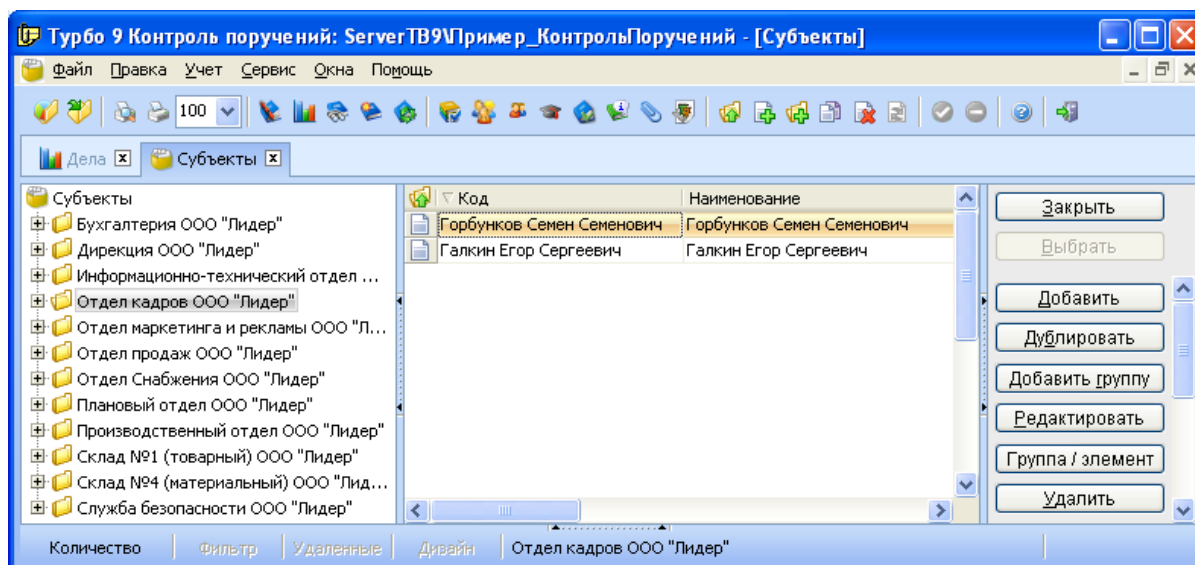 Турбо 9 Контроль поручений: ServerTB9\Пример_КонтрольПоручений - [Субъекты]
Файл Правка Учет Сервис Окна Помощь
100
Дела Субъекты
Субъекты
Бухгалтерия ООО "Лидер"
Дирекция ООО "Лидер"
Информационно-технический отдел ...
Отдел кадров ООО "Лидер"
Отдел маркетинга и рекламы ООО "Л...
Отдел продаж ООО "Лидер"
Отдел Снабжения ООО "Лидер"
Плановый отдел ООО "Лидер"
Производственный отдел ООО "Лидер"
Склад №1 (товарный) ООО "Лидер"
Склад №4 (материальный) ООО "Лид...
Служба безопасности ООО "Лидер"
Код Наименование
Горбунков Семен Семенович Горбунков Семен Семенович
Галкин Егор Сергеевич Галкин Егор Сергеевич
Закрыть
Выбрать
Добавить
Дублировать
Добавить группу
Редактировать
Группа / элемент
Удалить
Количество Фильтр Удаленные Дизайн Отдел кадров ООО "Лидер"